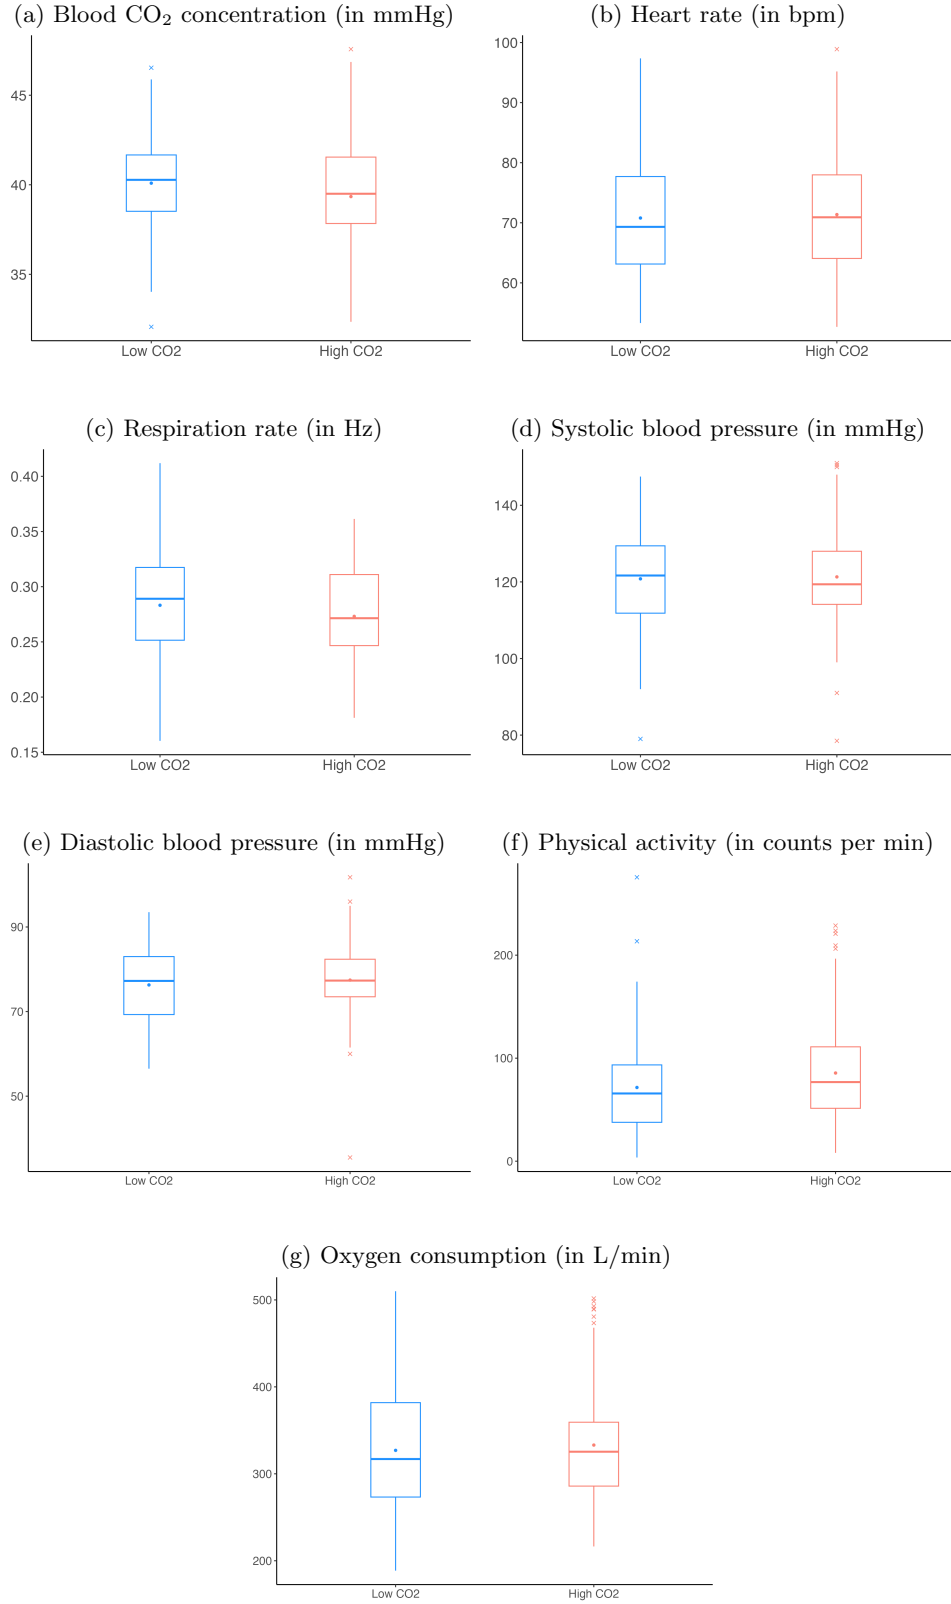 (a) Blood CO₂ concentration (in mmHg)
45
40
35
Low CO2 High CO2
(b) Heart rate (in bpm)
100
90
80
70
60
Low CO2 High CO2
(c) Respiration rate (in Hz)
0.40
0.35
0.30
0.25
0.20
0.15
Low CO2 High CO2
(d) Systolic blood pressure (in mmHg)
140
120
100
80
Low CO2 High CO2
(e) Diastolic blood pressure (in mmHg)
90
70
50
Low CO2 High CO2
(f) Physical activity (in counts per min)
200
100
0
Low CO2 High CO2
(g) Oxygen consumption (in L/min)
500
400
300
200
Low CO2 High CO2